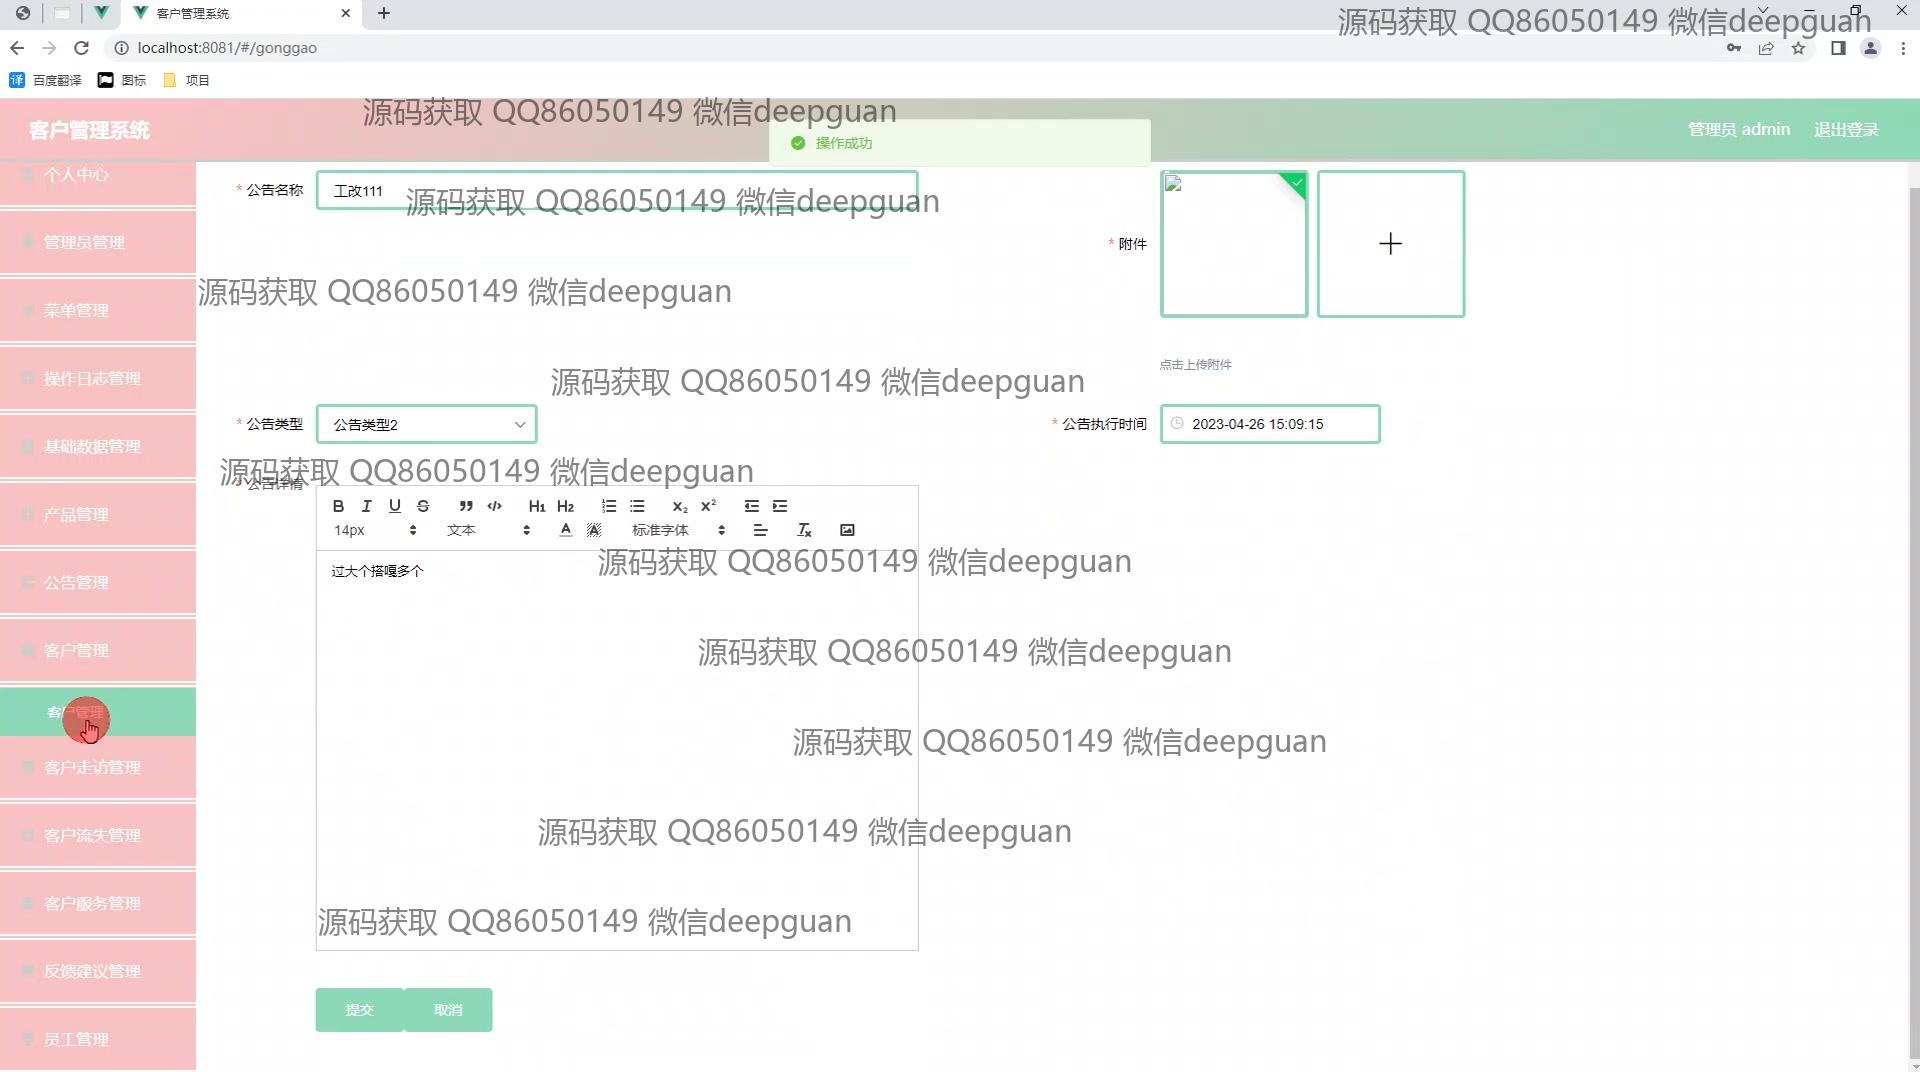 客户管理系统
源码获取 QQ86050149 微信deepguan
localhost:8081/#/gonggao
百度翻译 图标 项目
源码获取 QQ86050149 微信deepguan
客户管理系统
操作成功
管理员 admin 退出登录
个人中心
* 公告名称 工改111
源码获取 QQ86050149 微信deepguan
管理员管理
* 附件
源码获取 QQ86050149 微信deepguan
菜单管理
点击上传附件
操作日志管理
源码获取 QQ86050149 微信deepguan
* 公告类型 公告类型2
* 公告执行时间 2023-04-26 15:09:15
基础数据管理
源码获取 QQ86050149 微信deepguan
* 公告详情
B I U S H1 H2 X2 X2
产品管理
14px 文本 A A 标准字体
源码获取 QQ86050149 微信deepguan
过大个搭嘎多个
公告管理
客户管理
源码获取 QQ86050149 微信deepguan
客户管理
源码获取 QQ86050149 微信deepguan
客户走访管理
客户流失管理
源码获取 QQ86050149 微信deepguan
客户服务管理
源码获取 QQ86050149 微信deepguan
反馈建议管理
提交 取消
员工管理